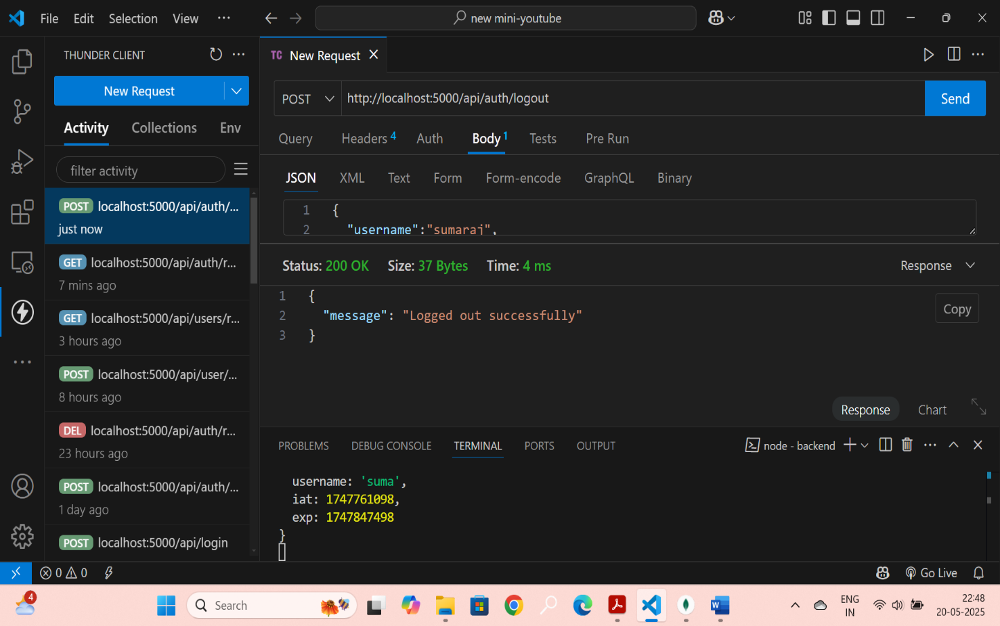 File Edit Selection View ···
new mini-youtube
THUNDER CLIENT
New Request
Activity Collections Env
filter activity
POST localhost:5000/api/auth/...
just now
GET localhost:5000/api/auth/r...
7 mins ago
GET localhost:5000/api/users/r...
3 hours ago
POST localhost:5000/api/user/...
8 hours ago
DEL localhost:5000/api/auth/r...
23 hours ago
POST localhost:5000/api/auth/...
1 day ago
POST localhost:5000/api/login
TC New Request
POST http://localhost:5000/api/auth/logout Send
Query Headers 4 Auth Body 1 Tests Pre Run
JSON XML Text Form Form-encode GraphQL Binary
1 {
2 "username":"sumaraj",
Status: 200 OK Size: 37 Bytes Time: 4 ms Response
1 {
2 "message": "Logged out successfully"
3 }
Copy
Response Chart
PROBLEMS DEBUG CONSOLE TERMINAL PORTS OUTPUT node - backend
username: 'suma',
iat: 1747761098,
exp: 1747847498
}
0 0 Go Live
4 Search ENG IN 22:48
20-05-2025